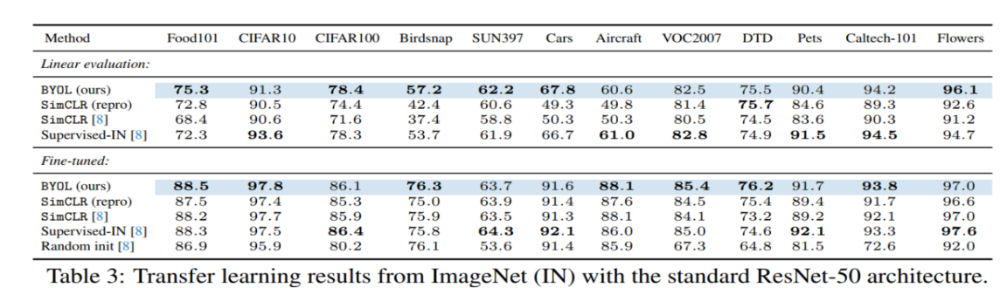 Method Food101 CIFAR10 CIFAR100 Birdsnap SUN397 Cars Aircraft VOC2007 DTD Pets Caltech-101 Flowers
Linear evaluation:
BYOL (ours) 75.3 91.3 78.4 57.2 62.2 67.8 60.6 82.5 75.5 90.4 94.2 96.1
SimCLR (repro) 72.8 90.5 74.4 42.4 60.6 49.3 49.8 81.4 75.7 84.6 89.3 92.6
SimCLR [8] 68.4 90.6 71.6 37.4 58.8 50.3 50.3 80.5 74.5 83.6 90.3 91.2
Supervised-IN [8] 72.3 93.6 78.3 53.7 61.9 66.7 61.0 82.8 74.9 91.5 94.5 94.7
Fine-tuned:
BYOL (ours) 88.5 97.8 86.1 76.3 63.7 91.6 88.1 85.4 76.2 91.7 93.8 97.0
SimCLR (repro) 87.5 97.4 85.3 75.0 63.9 91.4 87.6 84.5 75.4 89.4 91.7 96.6
SimCLR [8] 88.2 97.7 85.9 75.9 63.5 91.3 88.1 84.1 73.2 89.2 92.1 97.0
Supervised-IN [8] 88.3 97.5 86.4 75.8 64.3 92.1 86.0 85.0 74.6 92.1 93.3 97.6
Random init [8] 86.9 95.9 80.2 76.1 53.6 91.4 85.9 67.3 64.8 81.5 72.6 92.0
Table 3: Transfer learning results from ImageNet (IN) with the standard ResNet-50 architecture.